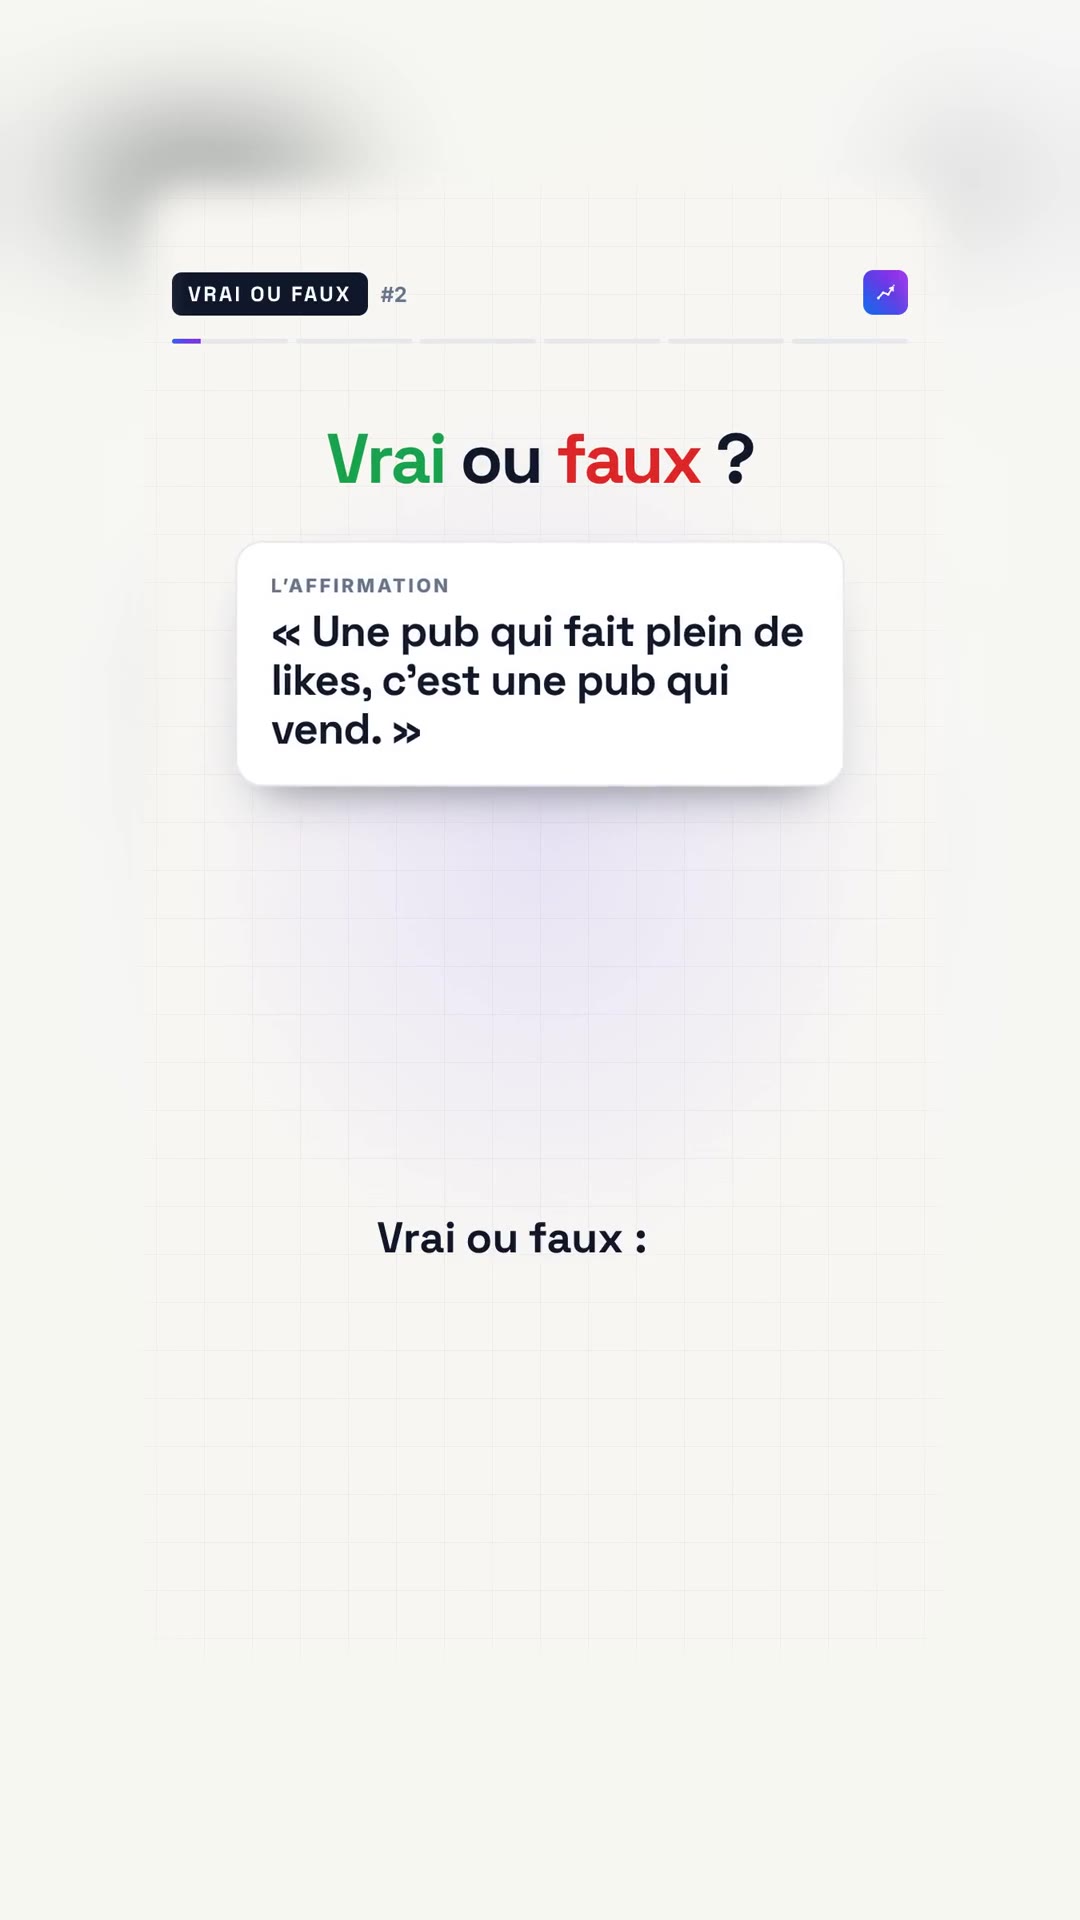 VRAI OU FAUX #2
Vrai ou faux ?
L’AFFIRMATION
« Une pub qui fait plein de
likes, c’est une pub qui
vend. »
Vrai ou faux :